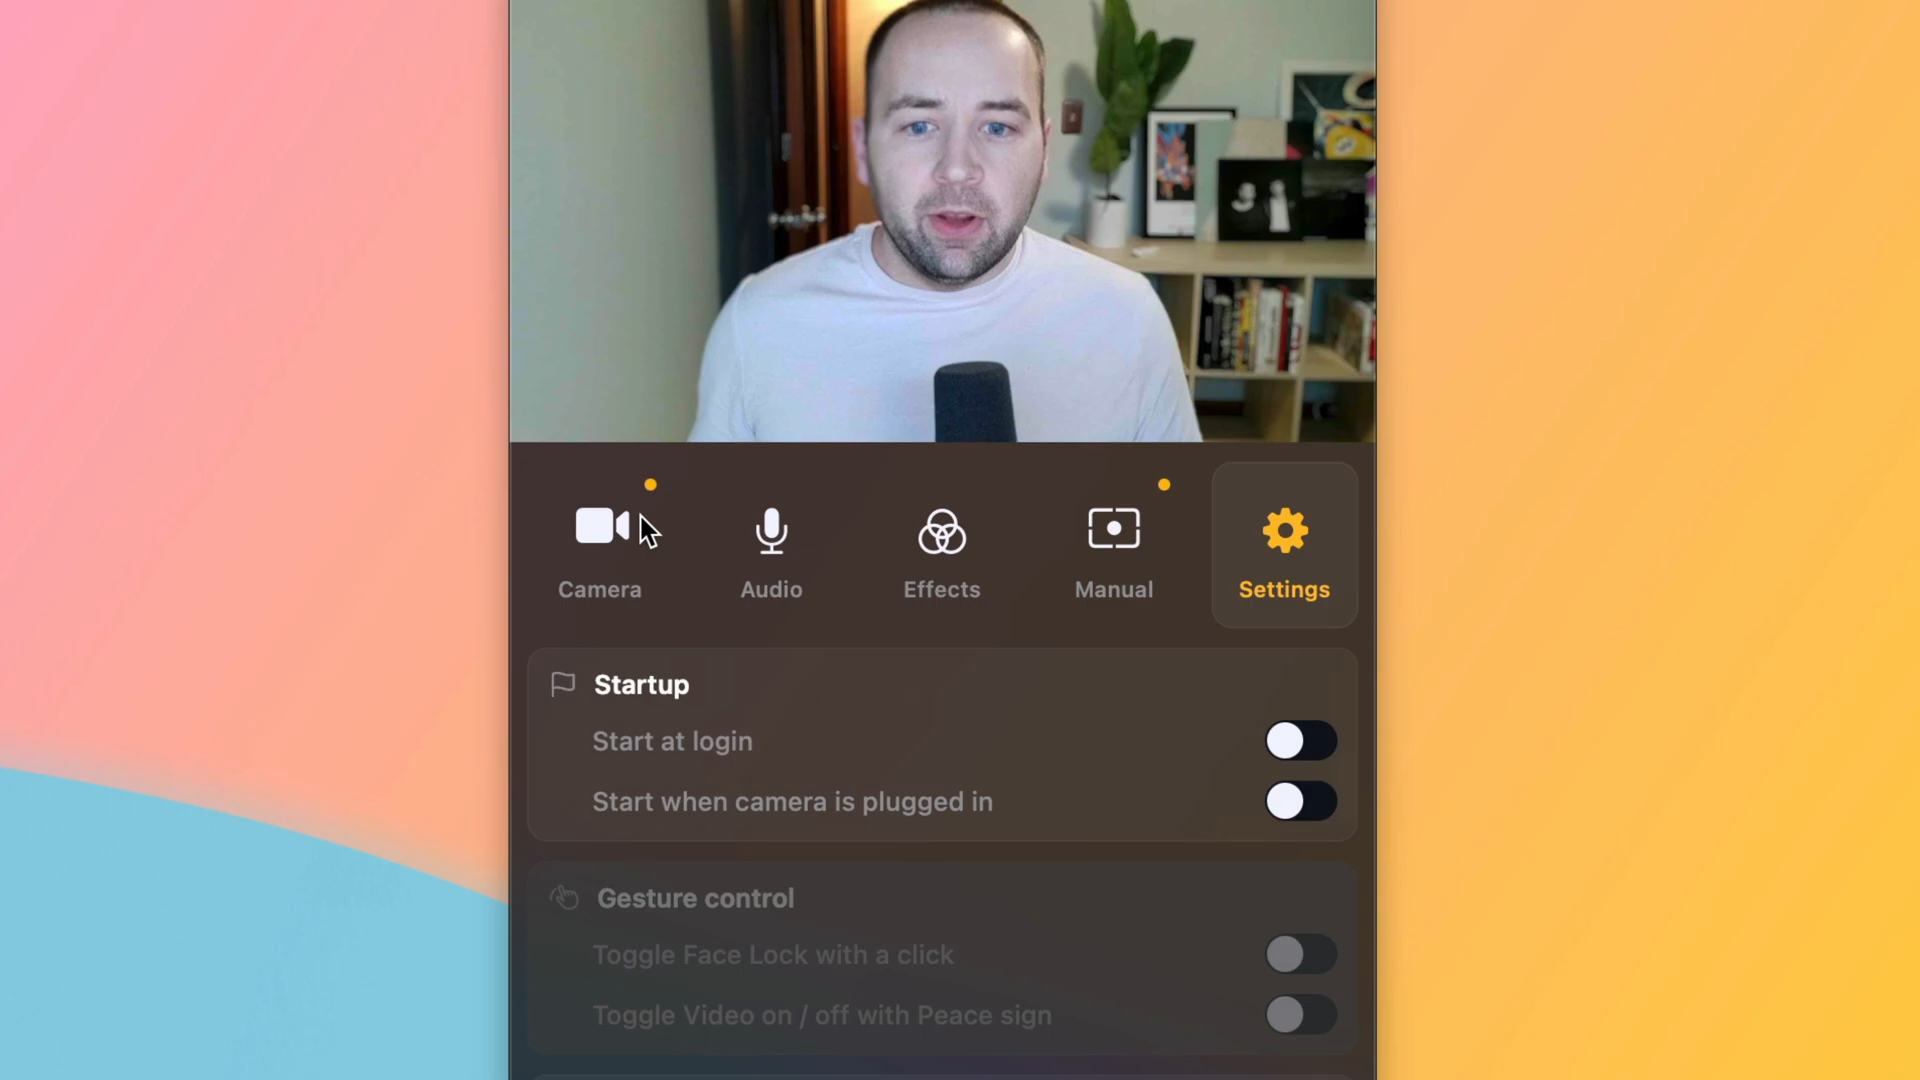 Camera
Audio
Effects
Manual
Settings
Startup
Start at login
Start when camera is plugged in
Gesture control
Toggle Face Lock with a click
Toggle Video on / off with Peace sign